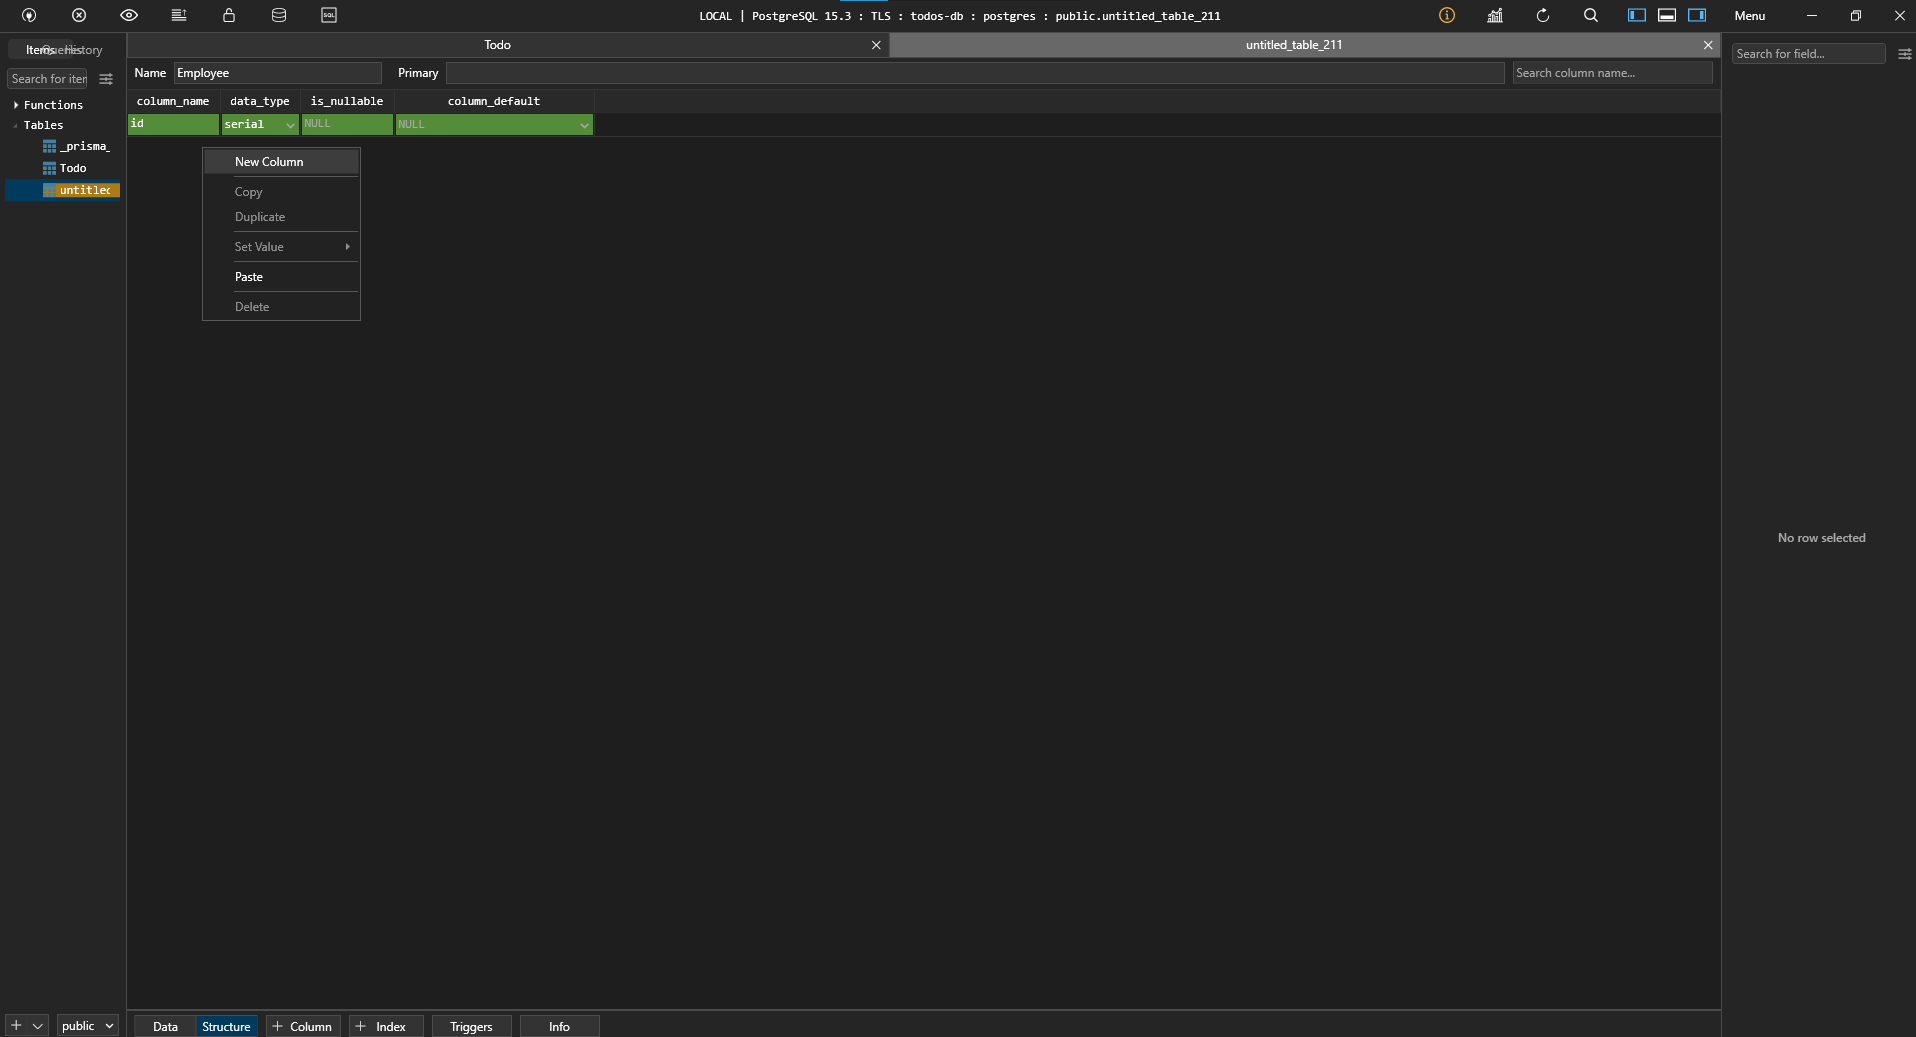 SQL
LOCAL | PostgreSQL 15.3 : TLS : todos-db : postgres : public.untitled_table_211
Menu
Items Queries History
Todo
untitled_table_211
Search for field...
Name Employee Primary
Search column name...
Search for iter
column_name data_type is_nullable column_default
id serial NULL NULL
Functions
Tables
_prisma_
Todo
untitled
New Column
Copy
Duplicate
Set Value
Paste
Delete
No row selected
public
Data Structure + Column + Index Triggers Info